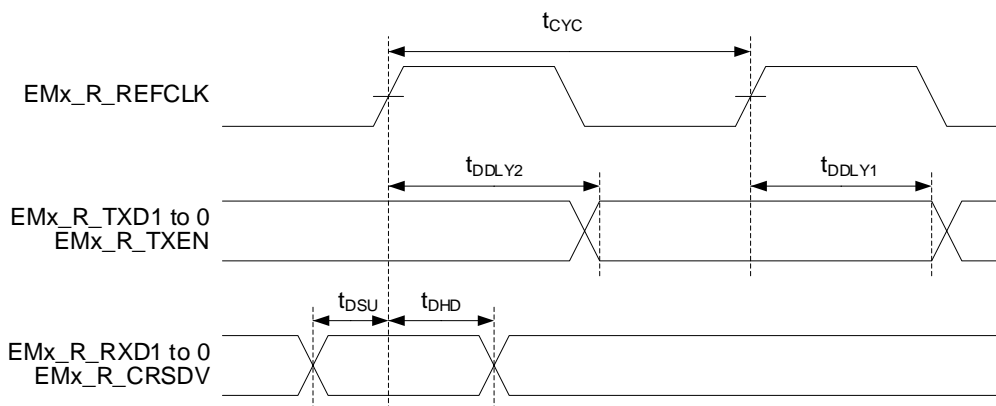 tCYC
EMx_R_REFCLK
tDDLY2
tDDLY1
EMx_R_TXD1 to 0
EMx_R_TXEN
tDSU
tDHD
EMx_R_RXD1 to 0
EMx_R_CRSDV